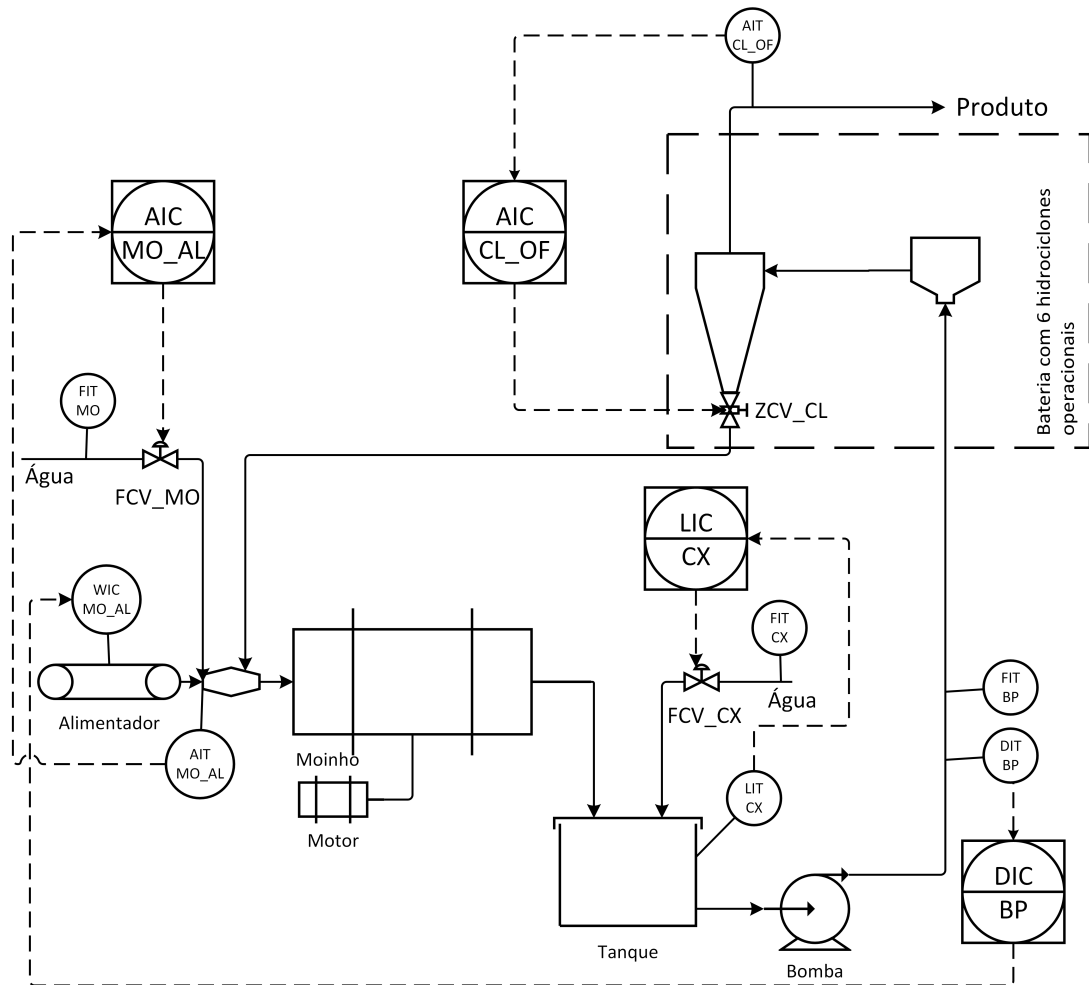 AIT
CL_OF
Produto
AIC
MO_AL
AIC
CL_OF
Bateria com 6 hidrociclones
operacionais
FIT
MO
ZCV_CL
Água
FCV_MO
LIC
CX
WIC
MO_AL
FIT
CX
FIT
BP
Água
FCV_CX
Alimentador
DIT
BP
AIT
MO_AL
Moinho
LIT
CX
Motor
DIC
BP
Tanque
Bomba